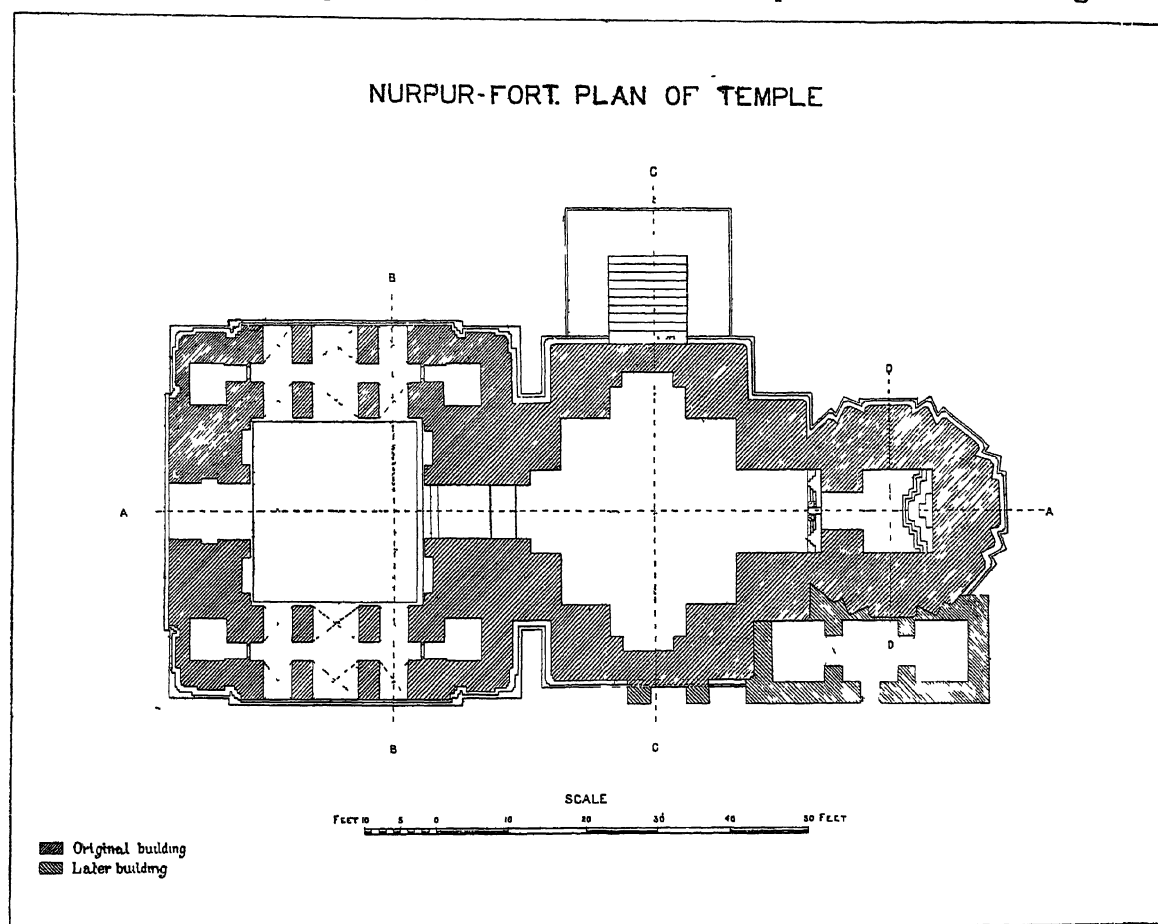 NURPUR-FORT. PLAN OF TEMPLE
C
B
D
A
A
D
B
C
SCALE
FEET 10 5 0 10 20 30 40 50 FEET
Original building
Later building